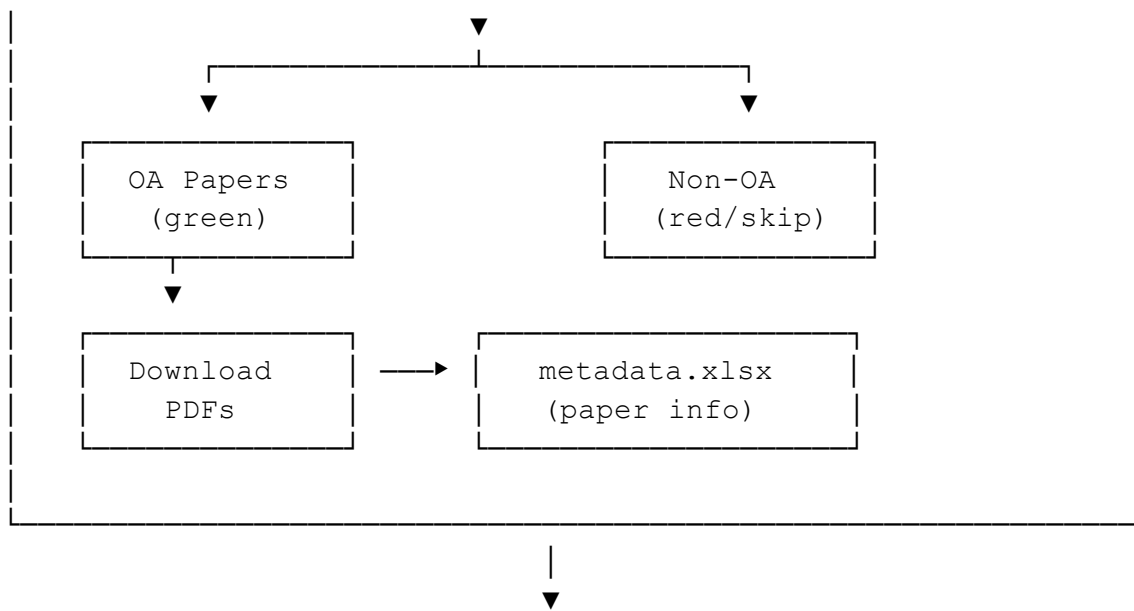 OA Papers
(green)
Non-OA
(red/skip)
Download
PDFs
metadata.xlsx
(paper info)